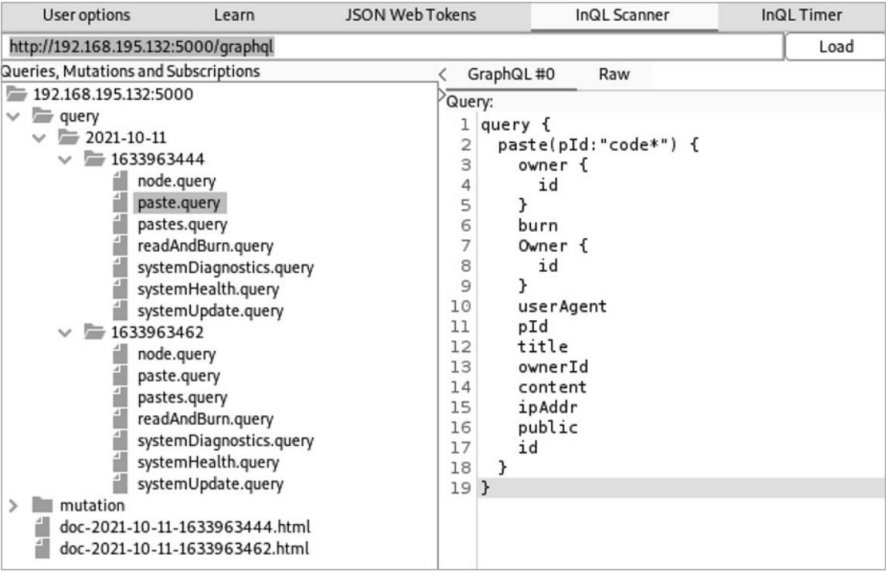 User options Learn JSON Web Tokens InQL Scanner InQL Timer
http://192.168.195.132:5000/graphql Load
Queries, Mutations and Subscriptions
192.168.195.132:5000
query
2021-10-11
1633963444
node.query
paste.query
pastes.query
readAndBurn.query
systemDiagnostics.query
systemHealth.query
systemUpdate.query
1633963462
node.query
paste.query
pastes.query
readAndBurn.query
systemDiagnostics.query
systemHealth.query
systemUpdate.query
mutation
doc-2021-10-11-1633963444.html
doc-2021-10-11-1633963462.html
GraphQL #0 Raw
Query:
1 query {
2 paste(pId:"code*") {
3 owner {
4 id
5 }
6 burn
7 Owner {
8 id
9 }
10 userAgent
11 pId
12 title
13 ownerId
14 content
15 ipAddr
16 public
17 id
18 }
19 }